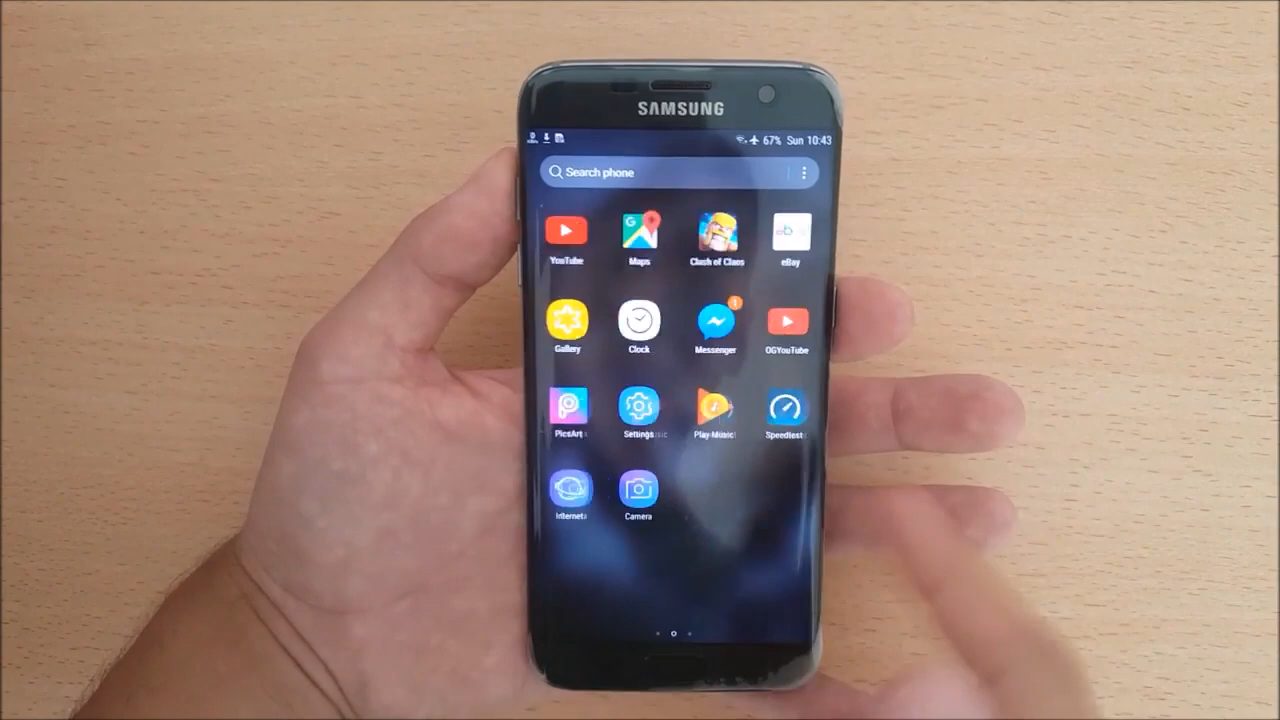 SAMSUNG
67% Sun 10:43
Search phone
YouTube Maps Clash of Clans eBay
Gallery Clock Messenger OGYouTube
PicsArt Settings Play Music Speedtest
Internet Camera